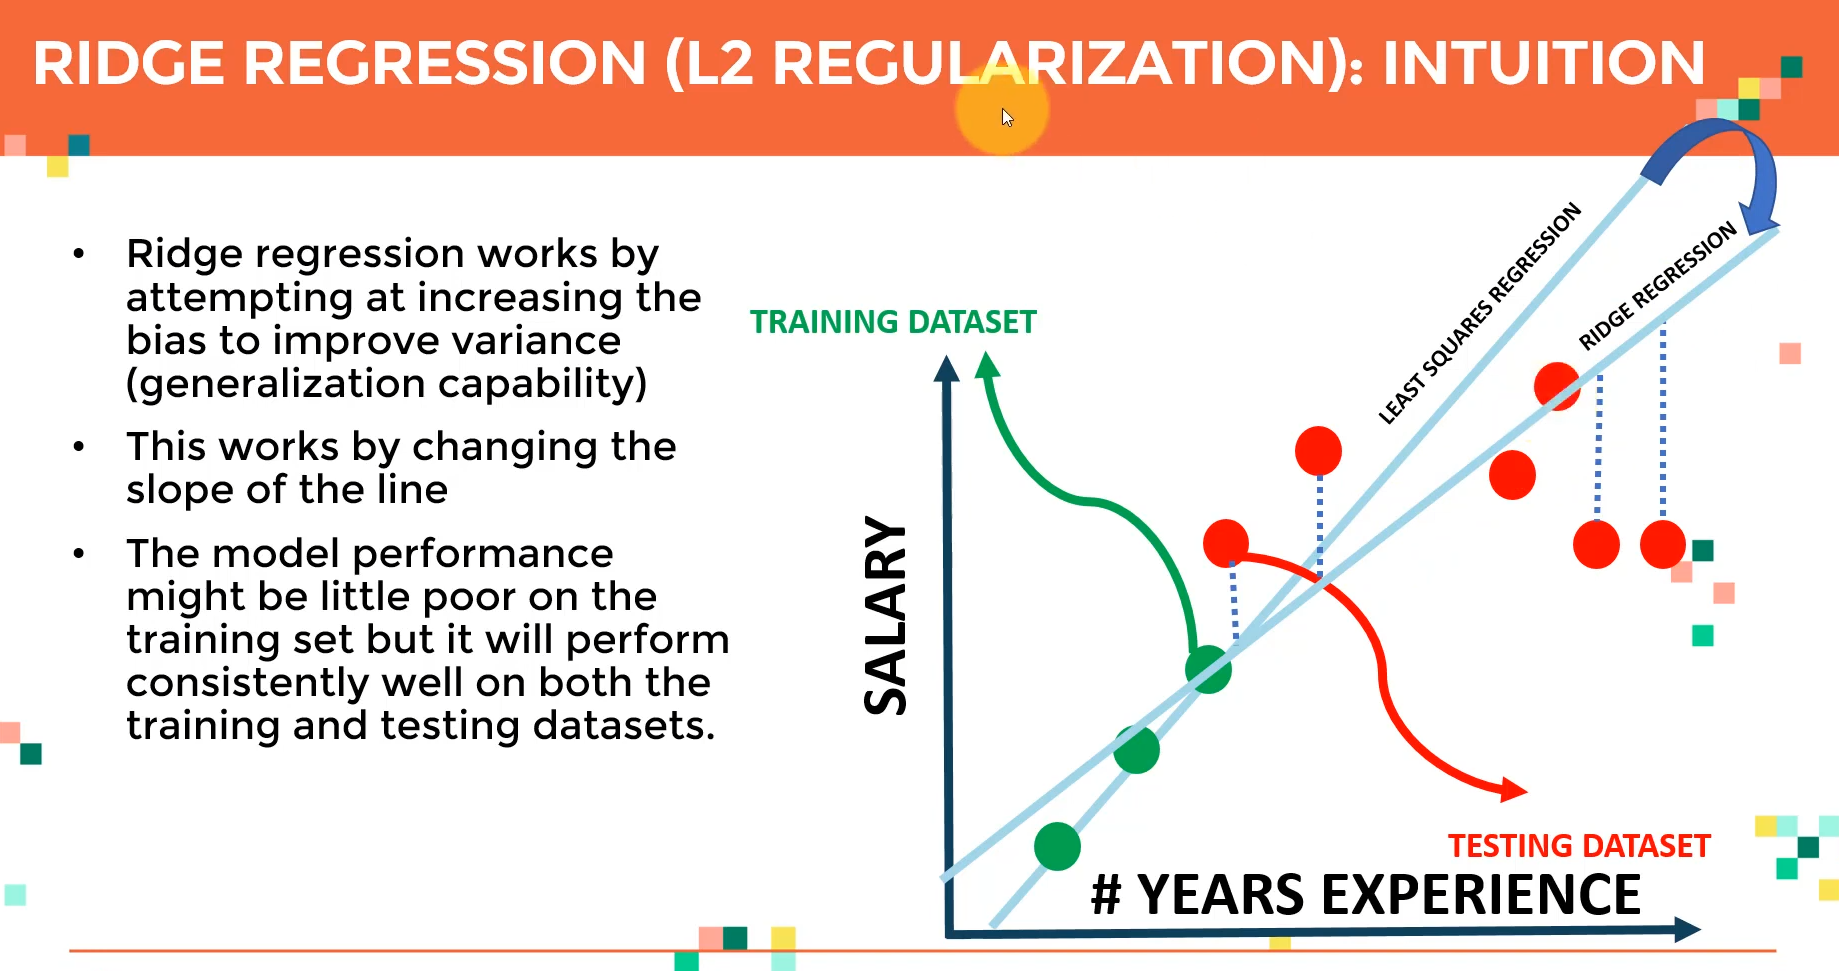 RIDGE REGRESSION (L2 REGULARIZATION): INTUITION
• Ridge regression works by
attempting at increasing the
bias to improve variance
(generalization capability)
• This works by changing the
slope of the line
• The model performance
might be little poor on the
training set but it will perform
consistently well on both the
training and testing datasets.
TRAINING DATASET
SALARY
LEAST SQUARES REGRESSION
RIDGE REGRESSION
TESTING DATASET
# YEARS EXPERIENCE